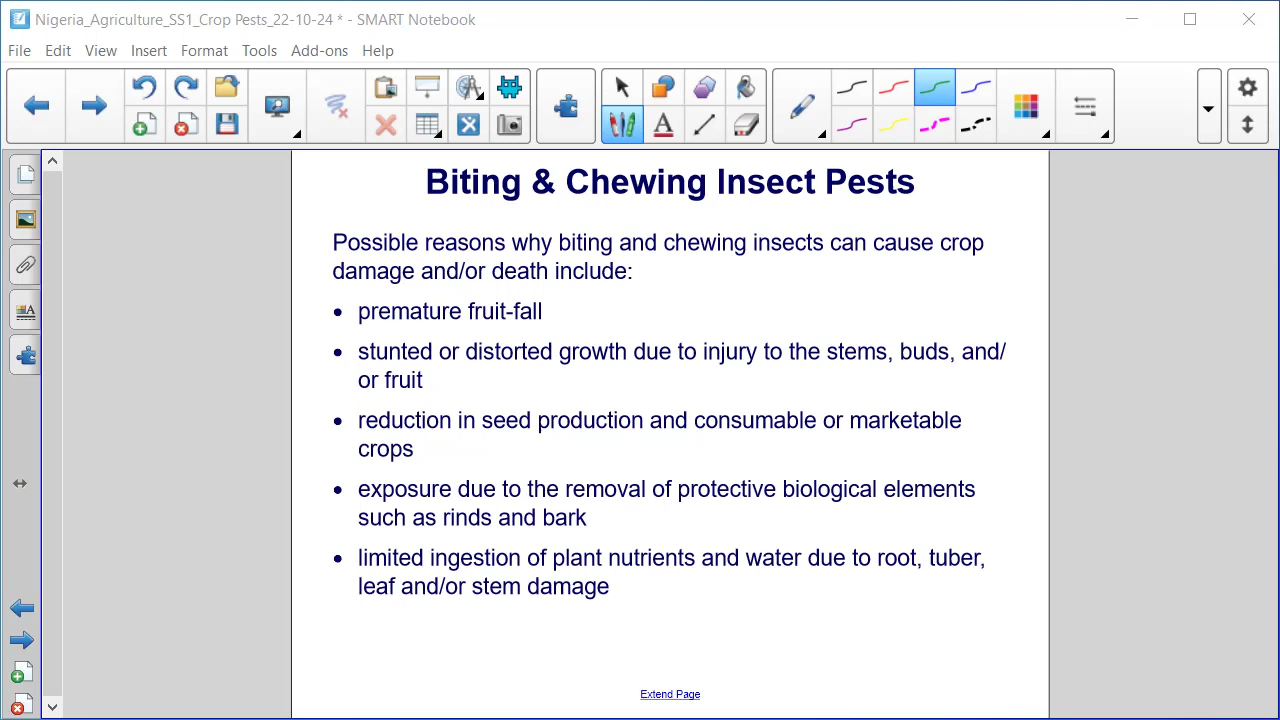 Nigeria_Agriculture_SS1_Crop Pests_22-10-24 * - SMART Notebook
File Edit View Insert Format Tools Add-ons Help
Biting & Chewing Insect Pests
Possible reasons why biting and chewing insects can cause crop
damage and/or death include:
• premature fruit-fall
• stunted or distorted growth due to injury to the stems, buds, and/
or fruit
• reduction in seed production and consumable or marketable
crops
• exposure due to the removal of protective biological elements
such as rinds and bark
• limited ingestion of plant nutrients and water due to root, tuber,
leaf and/or stem damage
Extend Page